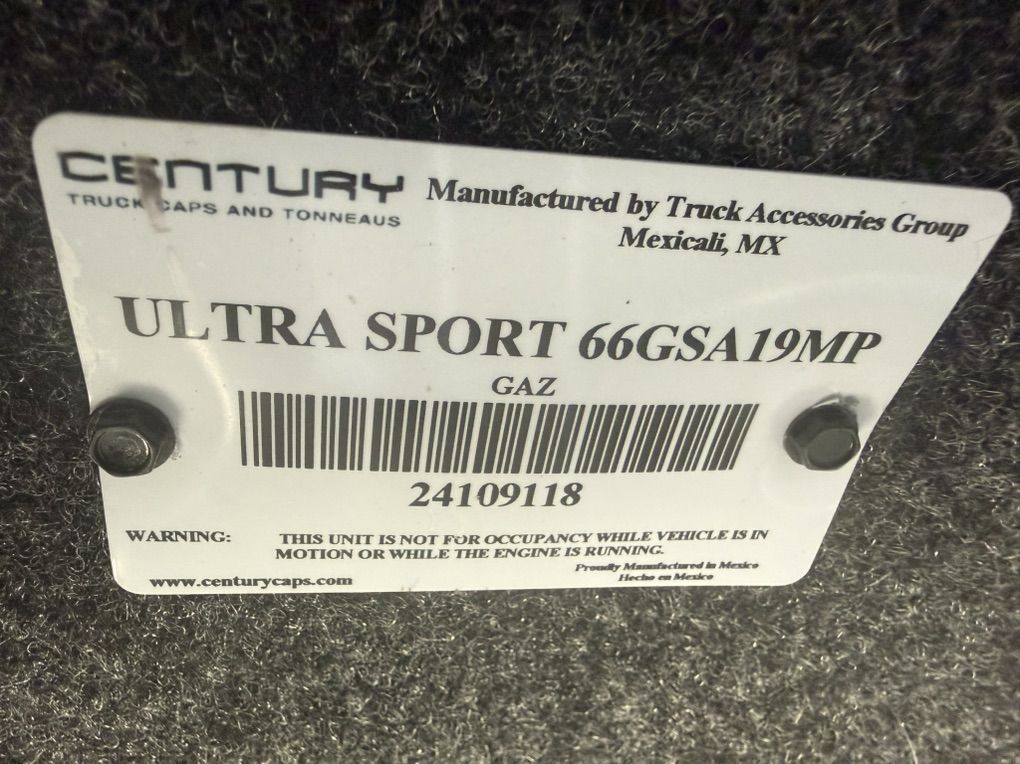 CENTURY
TRUCK CAPS AND TONNEAUS
Manufactured by Truck Accessories Group
Mexicali, MX
ULTRA SPORT 66GSA19MP
GAZ
24109118
WARNING: THIS UNIT IS NOT FOR OCCUPANCY WHILE VEHICLE IS IN
MOTION OR WHILE THE ENGINE IS RUNNING.
Proudly Manufactured in Mexico
Hecho en Mexico
www.centurycaps.com